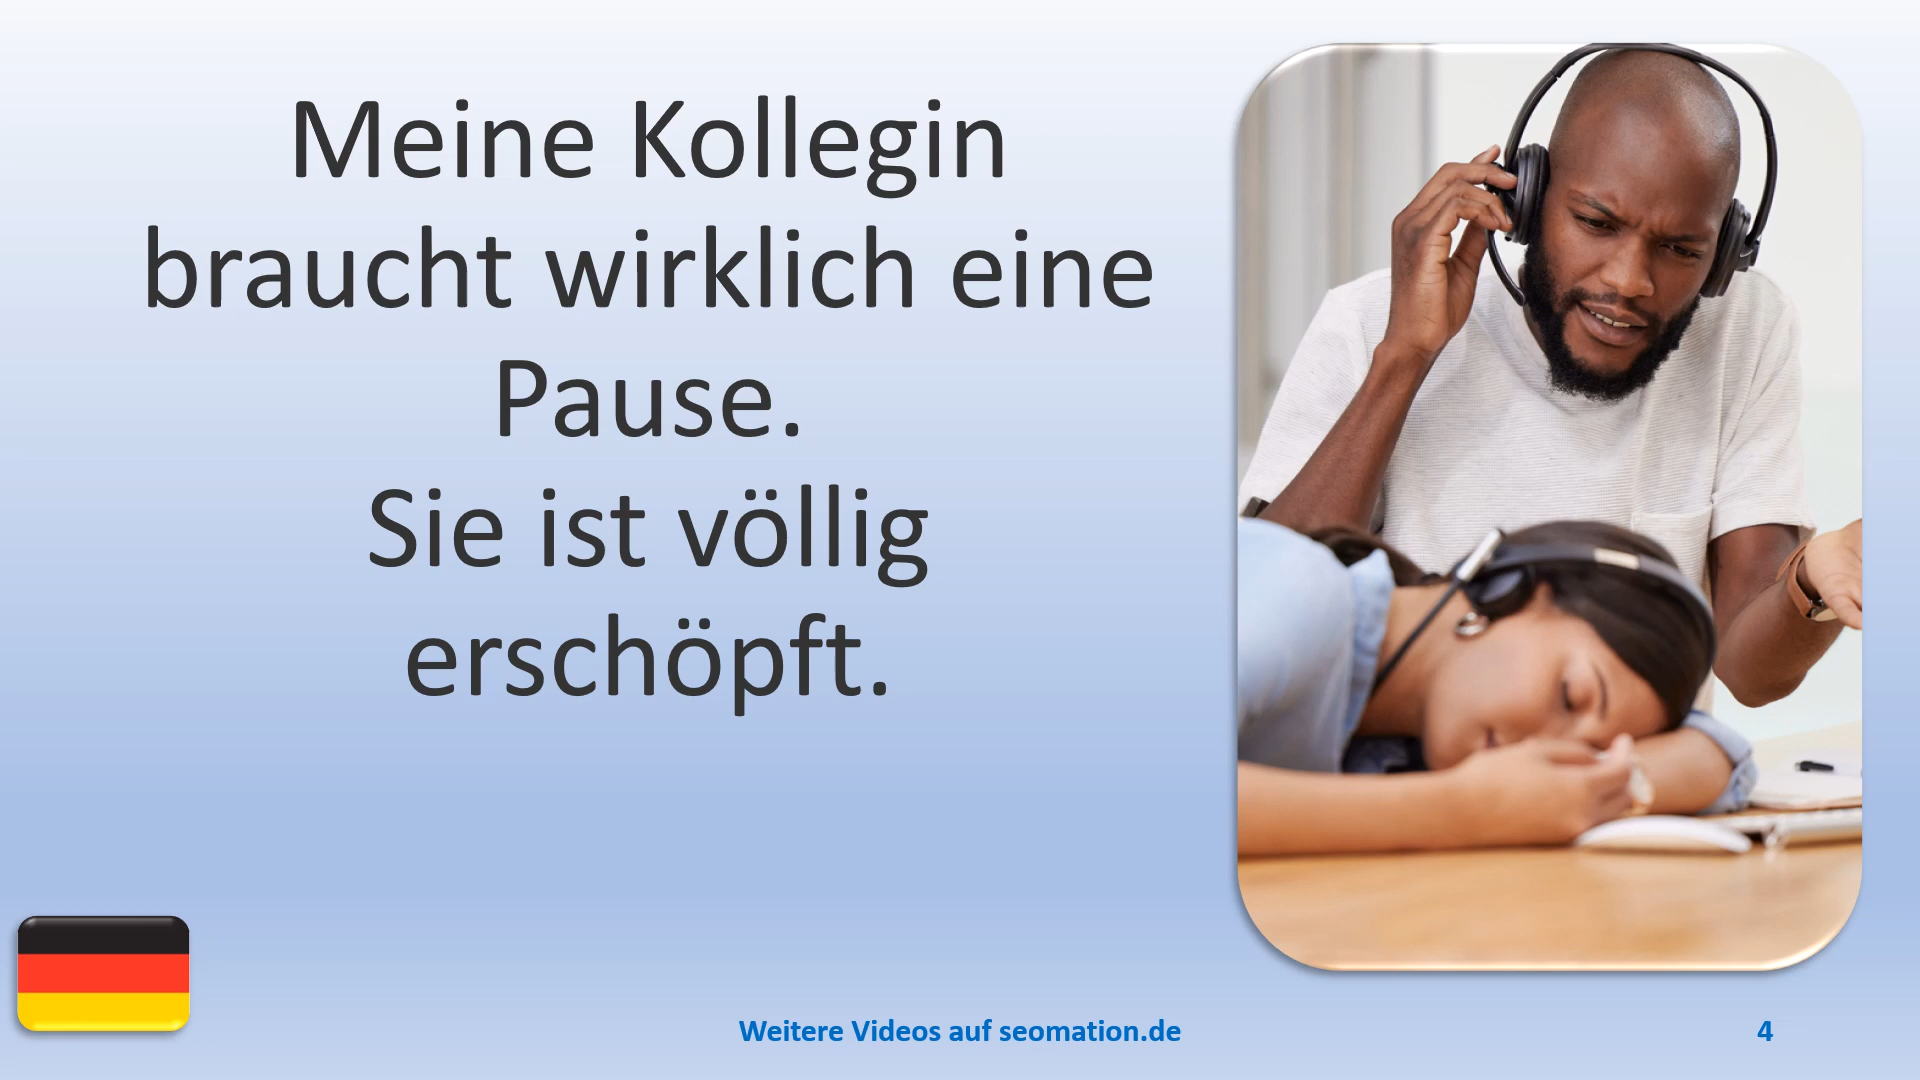 Meine Kollegin
braucht wirklich eine
Pause.
Sie ist völlig
erschöpft.
Weitere Videos auf seomation.de
4